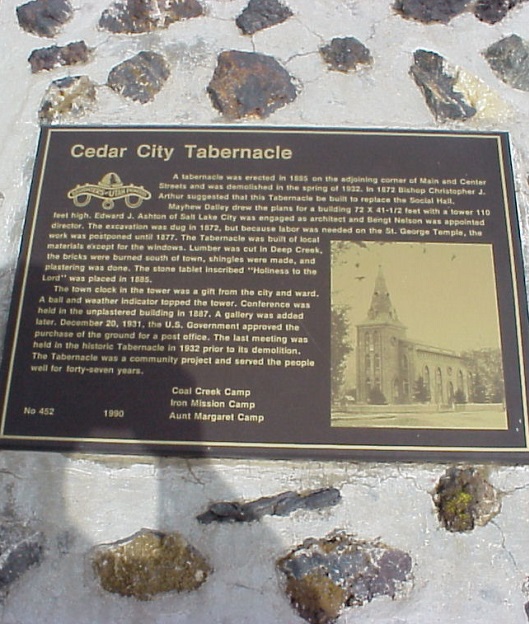 Cedar City Tabernacle
A tabernacle was erected in 1885 on the adjoining corner of Main and Center
Streets and was demolished in the spring of 1932. In 1872 Bishop Christopher J.
Arthur suggested that this Tabernacle be built to replace the Social Hall.
Mayhew Dalley drew the plans for a building 72 X 41-1/2 feet with a tower 110
feet high. Edward J. Ashton of Salt Lake City was engaged as architect and Bengt Nelson was appointed
director. The excavation was dug in 1872, but because labor was needed on the St. George Temple, the
work was postponed until 1877. The Tabernacle was built of local
materials except for the windows. Lumber was cut in Deep Creek,
the bricks were burned south of town, shingles were made, and
plastering was done. The stone tablet inscribed "Holiness to the
Lord" was placed in 1885.
The town clock in the tower was a gift from the city and ward.
A ball and weather indicator topped the tower. Conference was
held in the unplastered building in 1887. A gallery was added
later. December 20, 1931, the U.S. Government approved the
purchase of the ground for a post office. The last meeting was
held in the historic Tabernacle in 1932 prior to its demolition.
The Tabernacle was a community project and served the people
well for forty-seven years.
Coal Creek Camp
Iron Mission Camp
No 452 1990 Aunt Margaret Camp